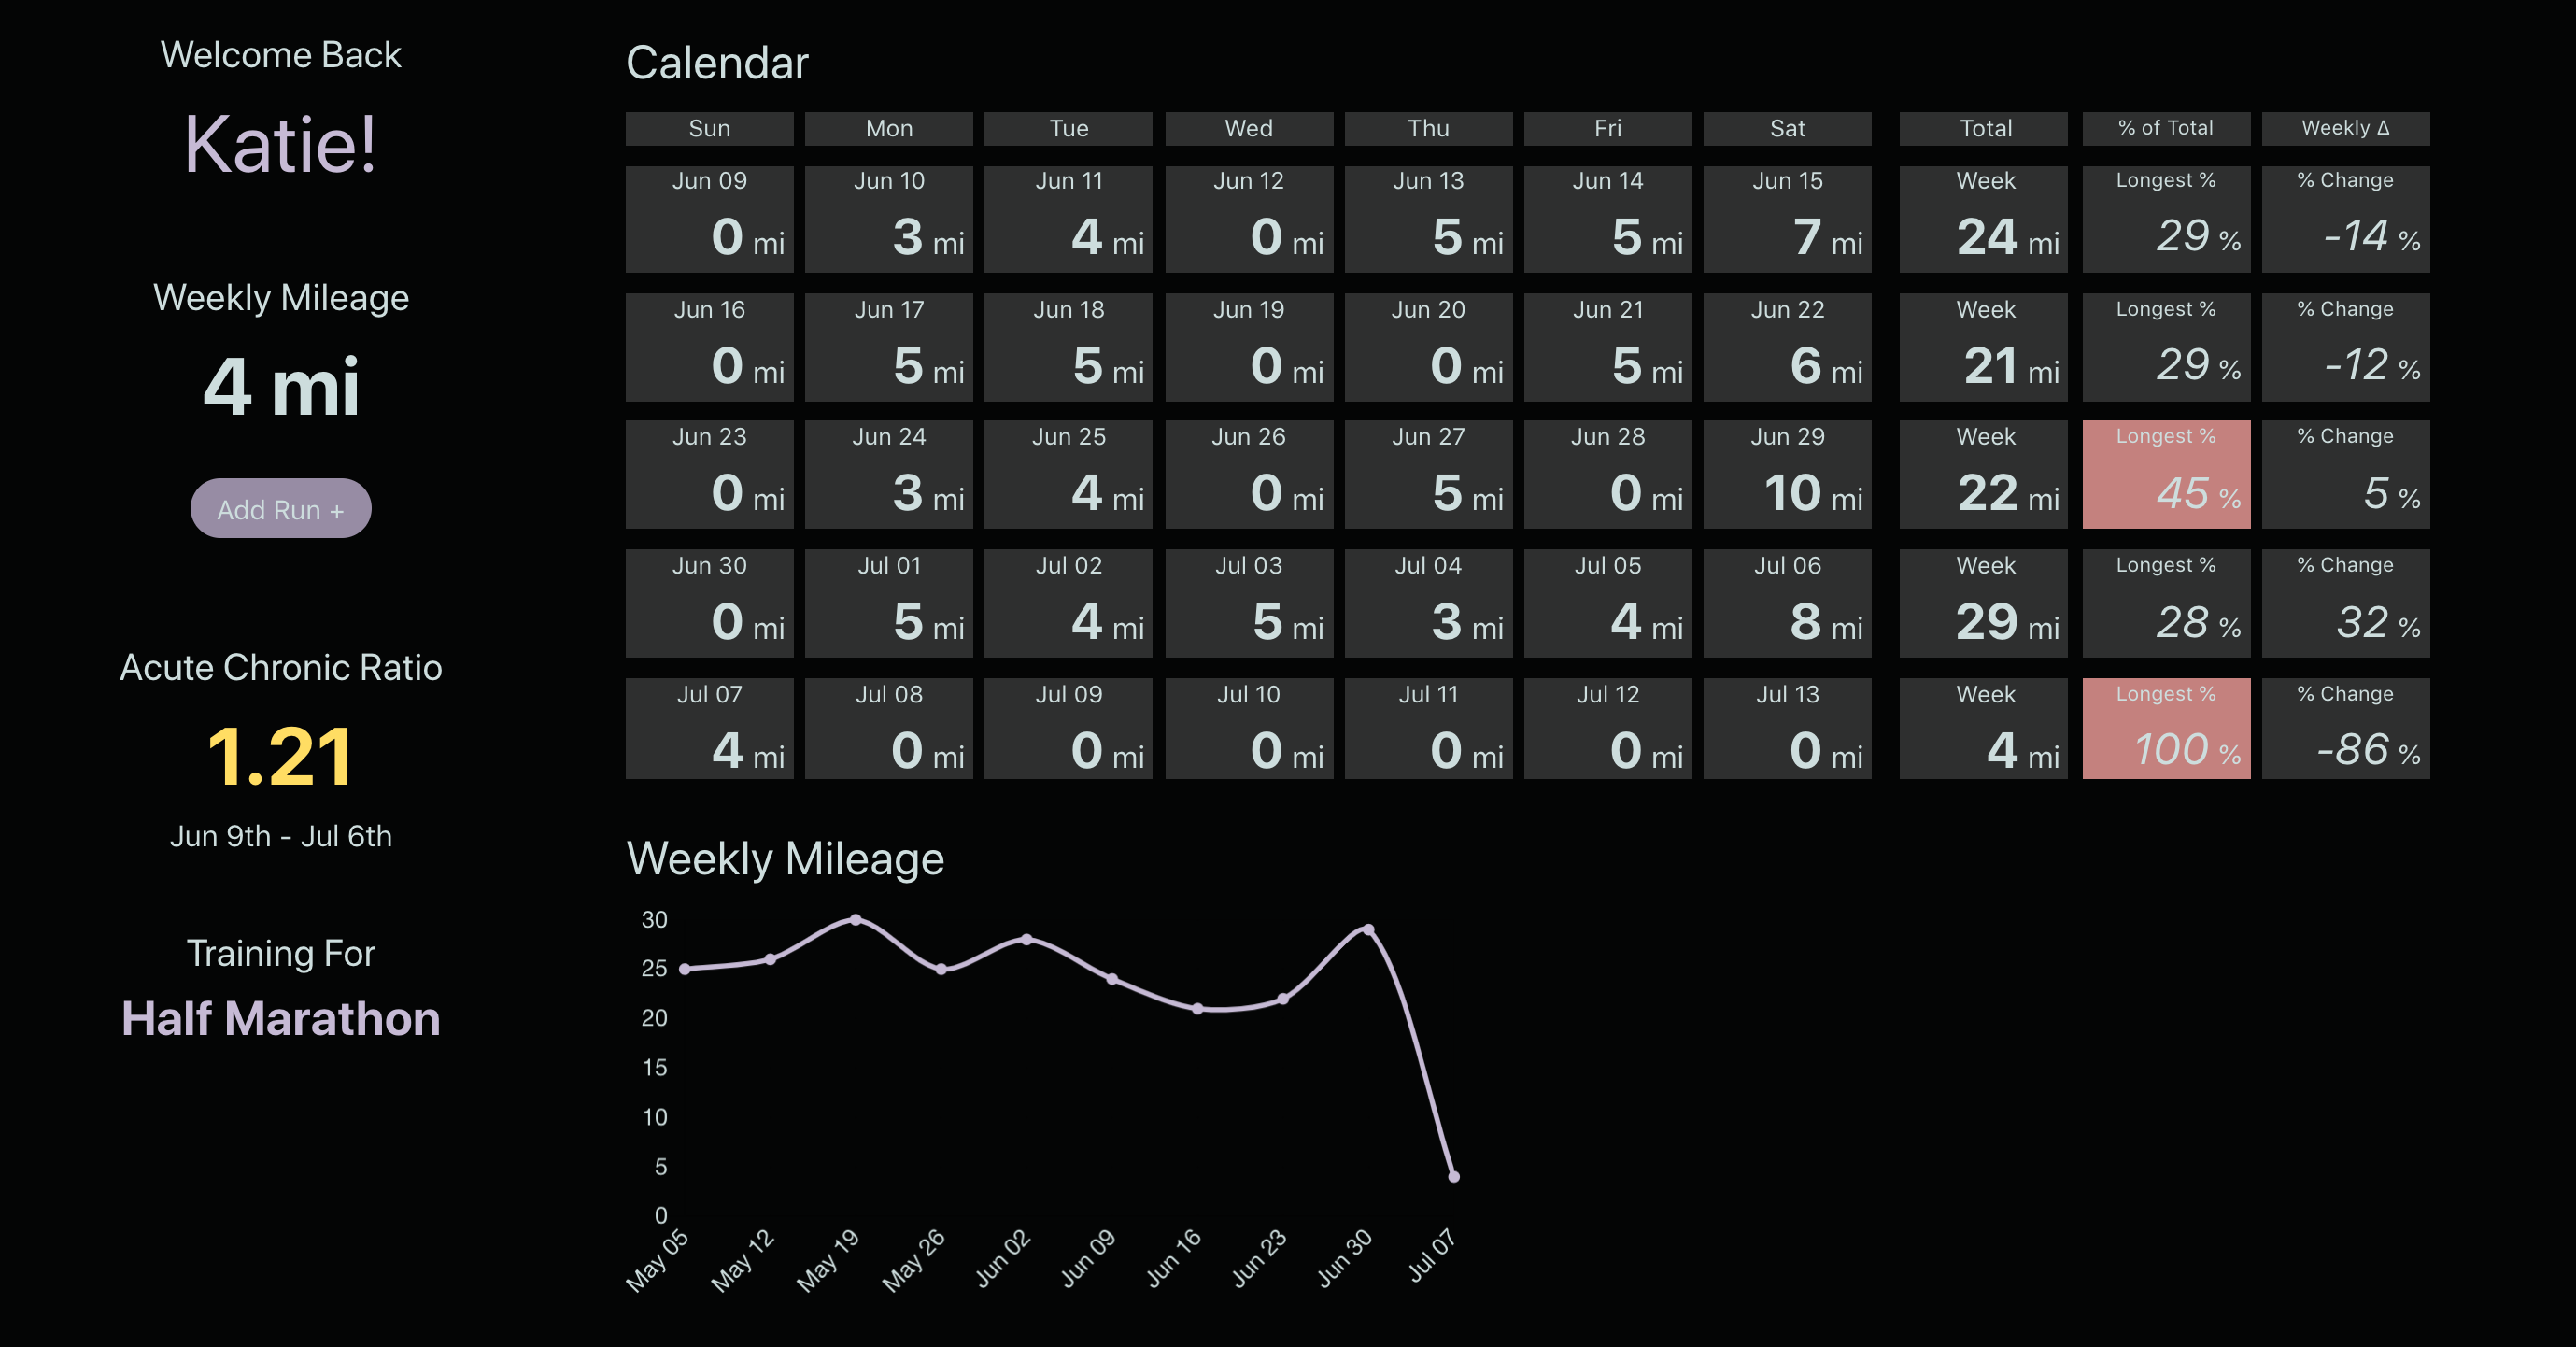 Welcome Back
Katie!
Weekly Mileage
4 mi
Add Run +
Acute Chronic Ratio
1.21
Jun 9th - Jul 6th
Training For
Half Marathon
Calendar
Sun Mon Tue Wed Thu Fri Sat Total % of Total Weekly Δ
Jun 09 Jun 10 Jun 11 Jun 12 Jun 13 Jun 14 Jun 15 Week Longest % % Change
0 mi 3 mi 4 mi 0 mi 5 mi 5 mi 7 mi 24 mi 29 % -14 %
Jun 16 Jun 17 Jun 18 Jun 19 Jun 20 Jun 21 Jun 22 Week Longest % % Change
0 mi 5 mi 5 mi 0 mi 0 mi 5 mi 6 mi 21 mi 29 % -12 %
Jun 23 Jun 24 Jun 25 Jun 26 Jun 27 Jun 28 Jun 29 Week Longest % % Change
0 mi 3 mi 4 mi 0 mi 5 mi 0 mi 10 mi 22 mi 45 % 5 %
Jun 30 Jul 01 Jul 02 Jul 03 Jul 04 Jul 05 Jul 06 Week Longest % % Change
0 mi 5 mi 4 mi 5 mi 3 mi 4 mi 8 mi 29 mi 28 % 32 %
Jul 07 Jul 08 Jul 09 Jul 10 Jul 11 Jul 12 Jul 13 Week Longest % % Change
4 mi 0 mi 0 mi 0 mi 0 mi 0 mi 0 mi 4 mi 100 % -86 %
Weekly Mileage
30
25
20
15
10
5
0
May 05 May 12 May 19 May 26 Jun 02 Jun 09 Jun 16 Jun 23 Jun 30 Jul 07